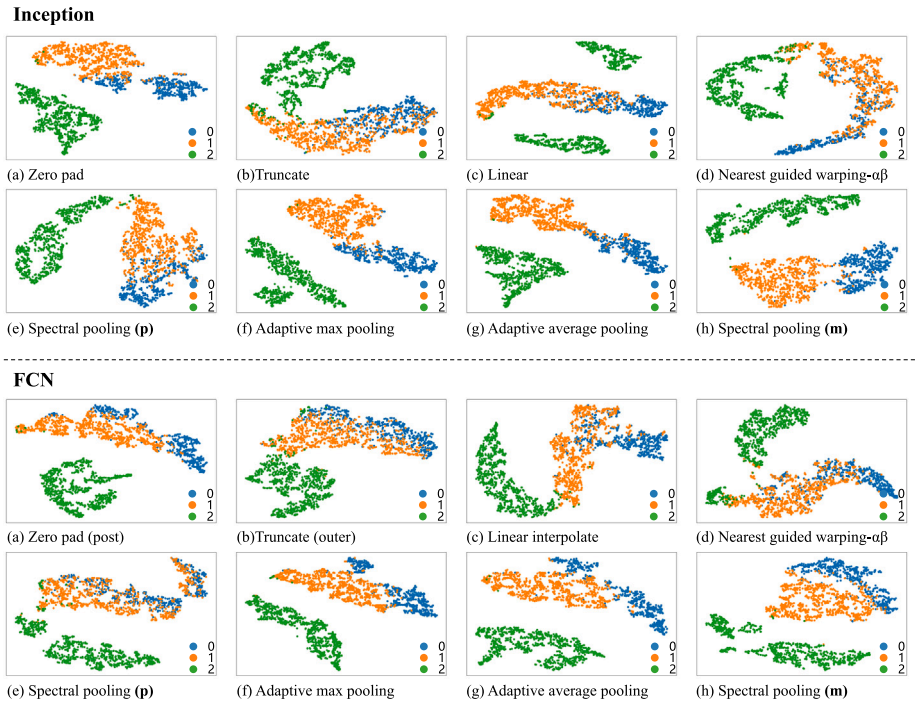 Inception
0
1
2
0
1
2
0
1
2
0
1
2
(a) Zero pad
(b)Truncate
(c) Linear
(d) Nearest guided warping-αβ
0
1
2
0
1
2
0
1
2
0
1
2
(e) Spectral pooling (p)
(f) Adaptive max pooling
(g) Adaptive average pooling
(h) Spectral pooling (m)
FCN
0
1
2
0
1
2
0
1
2
0
1
2
(a) Zero pad (post)
(b)Truncate (outer)
(c) Linear interpolate
(d) Nearest guided warping-αβ
0
1
2
0
1
2
0
1
2
0
1
2
(e) Spectral pooling (p)
(f) Adaptive max pooling
(g) Adaptive average pooling
(h) Spectral pooling (m)